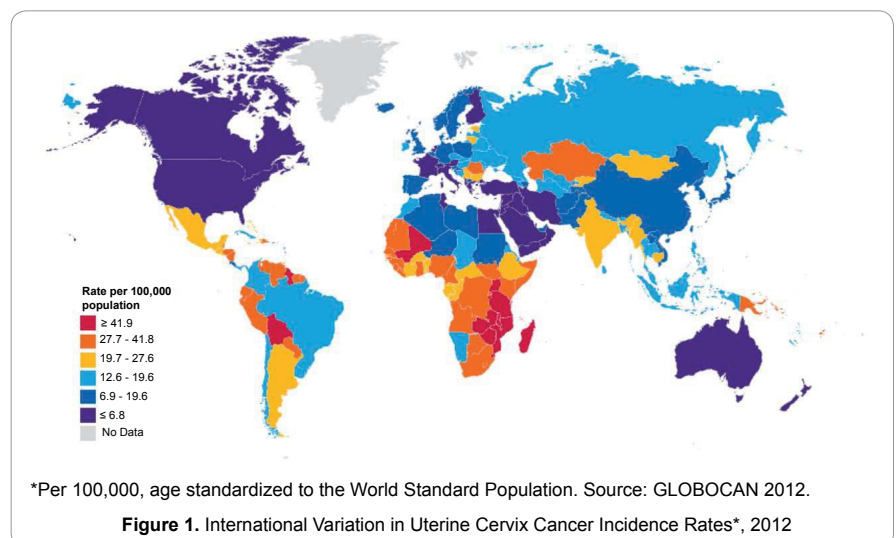 Rate per 100,000
population
≥ 41.9
27.7 - 41.8
19.7 - 27.6
12.6 - 19.6
6.9 - 19.6
≤ 6.8
No Data
*Per 100,000, age standardized to the World Standard Population. Source: GLOBOCAN 2012.
Figure 1. International Variation in Uterine Cervix Cancer Incidence Rates*, 2012